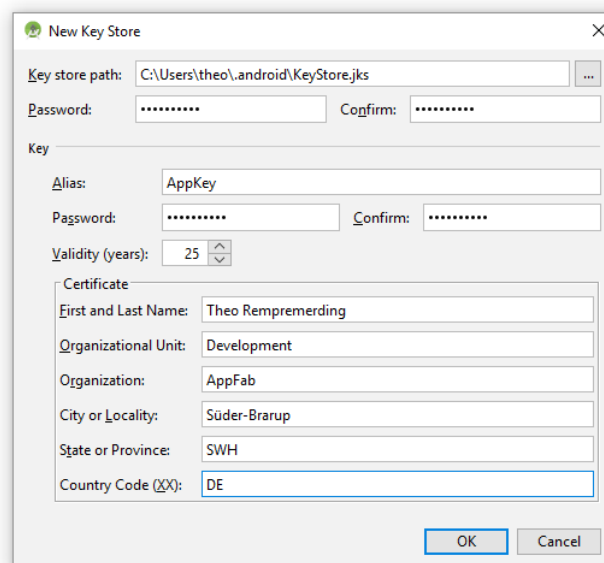 New Key Store
Key store path: C:\Users\theo\.android\KeyStore.jks ...
Password: •••••••••• Confirm: ••••••••••
Key
Alias: AppKey
Password: •••••••••• Confirm: ••••••••••
Validity (years): 25
Certificate
First and Last Name: Theo Rempremerding
Organizational Unit: Development
Organization: AppFab
City or Locality: Süder-Brarup
State or Province: SWH
Country Code (XX): DE
OK Cancel